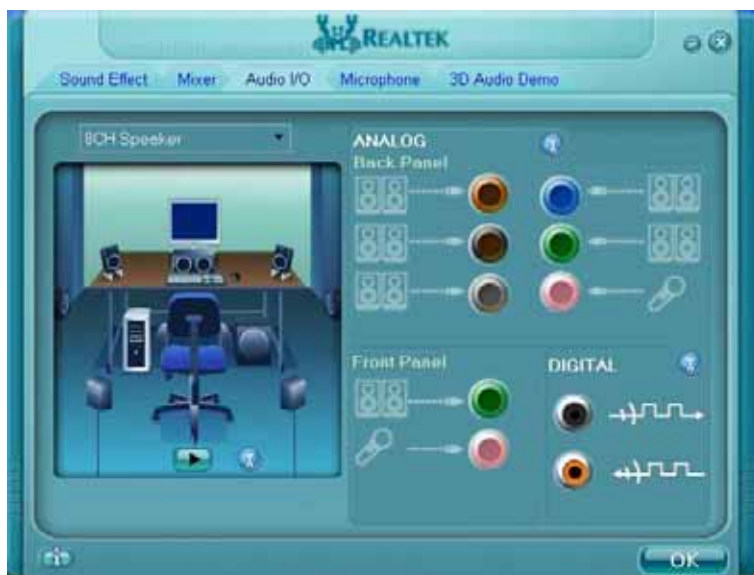 REALTEK
Sound Effect Mixer Audio I/O Microphone 3D Audio Demo
8CH Speaker
ANALOG
Back Panel
Front Panel
DIGITAL
OK